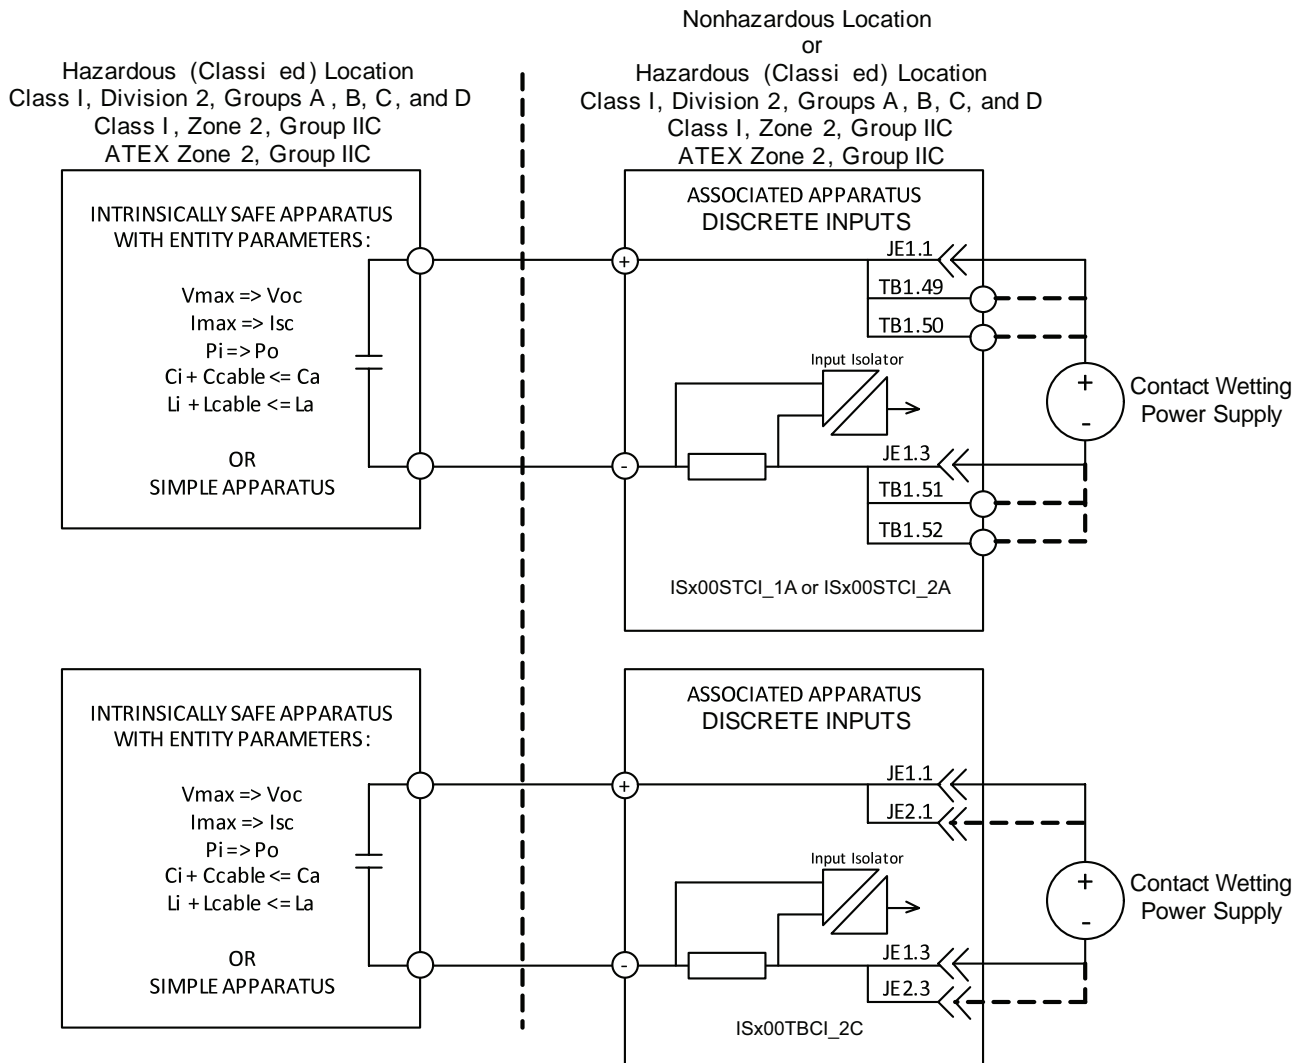 Nonhazardous Location
or
Hazardous (Classi ed) Location
Class I, Division 2, Groups A, B, C, and D
Class I, Zone 2, Group IIC
ATEX Zone 2, Group IIC
Hazardous (Classi ed) Location
Class I, Division 2, Groups A, B, C, and D
Class I, Zone 2, Group IIC
ATEX Zone 2, Group IIC
INTRINSICALLY SAFE APPARATUS
WITH ENTITY PARAMETERS:
Vmax => Voc
Imax => Isc
Pi => Po
Ci + Ccable <= Ca
Li + Lcable <= La
OR
SIMPLE APPARATUS
ASSOCIATED APPARATUS
DISCRETE INPUTS
+
JE1.1
TB1.49
TB1.50
Input Isolator
-
JE1.3
TB1.51
TB1.52
ISx00STCI_1A or ISx00STCI_2A
+
-
Contact Wetting
Power Supply
INTRINSICALLY SAFE APPARATUS
WITH ENTITY PARAMETERS:
Vmax => Voc
Imax => Isc
Pi => Po
Ci + Ccable <= Ca
Li + Lcable <= La
OR
SIMPLE APPARATUS
ASSOCIATED APPARATUS
DISCRETE INPUTS
+
JE1.1
JE2.1
Input Isolator
-
JE1.3
JE2.3
ISx00TBCI_2C
+
-
Contact Wetting
Power Supply